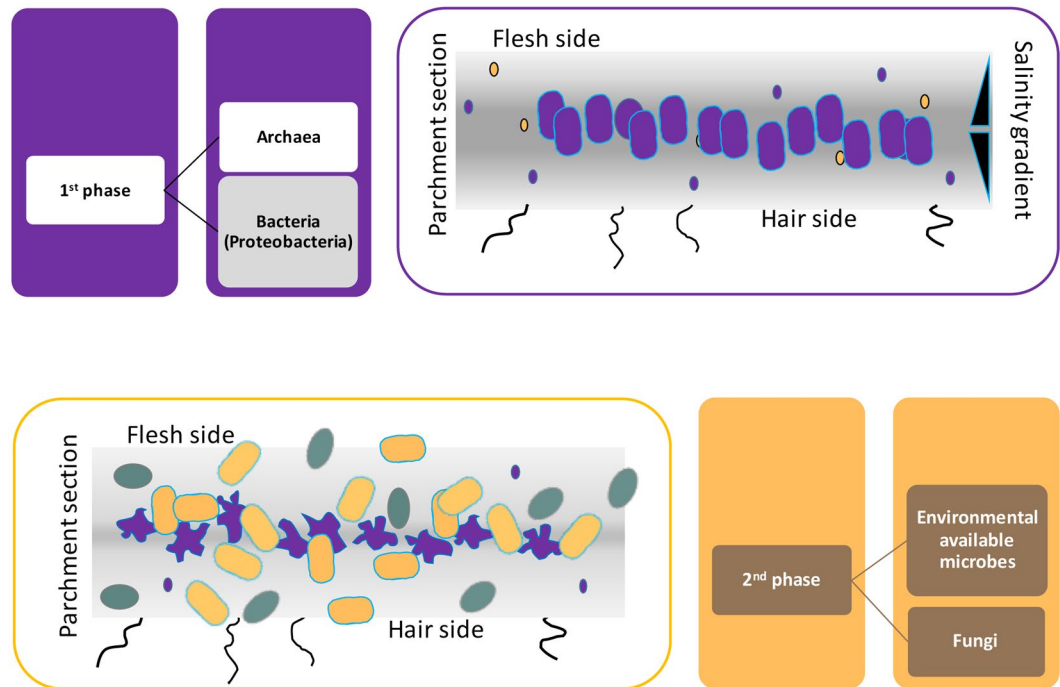 1st phase
Archaea
Bacteria
(Proteobacteria)
Parchment section
Flesh side
Hair side
Salinity gradient
Parchment section
Flesh side
Hair side
2nd phase
Environmental
available
microbes
Fungi